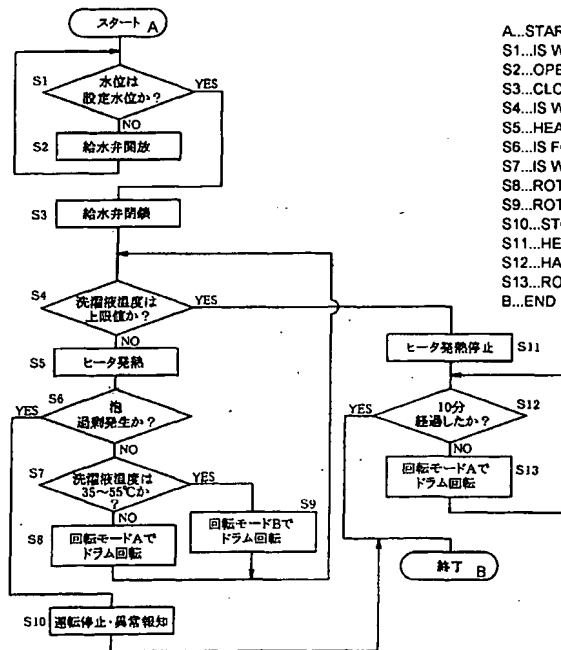 スタート A
S1 水位は
設定水位か?
YES
NO
S2 給水弁開放
S3 給水弁閉鎖
S4 洗濯液温度は
上限値か?
YES
NO
S5 ヒータ発熱
S6 泡
過剰発生か?
YES
NO
S7 洗濯液温度は
35~55℃か
?
YES
NO
S8 回転モードAで
ドラム回転
S9
回転モードBで
ドラム回転
S10 運転停止・異常報知
ヒータ発熱停止 S11
10分
経過したか? S12
YES
NO
S13
回転モードAで
ドラム回転
終了 B
A...STAR
S1...IS W
S2...OPE
S3...CLO
S4...IS W
S5...HEA
S6...IS FO
S7...IS W
S8...ROT
S9...ROT
S10...STO
S11...HE
S12...HA
S13...RO
B...END